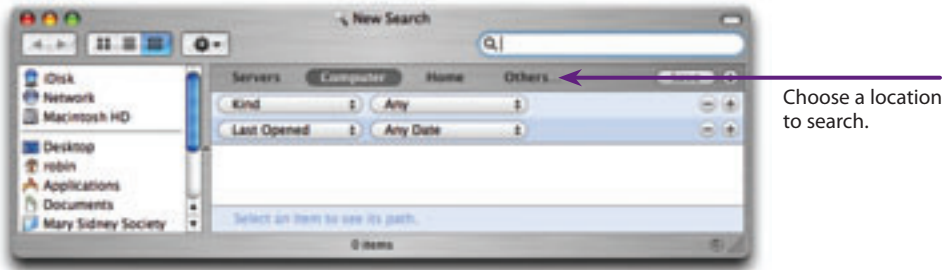 New Search
Servers Computer Home Others Save
iDisk
Network
Macintosh HD
Desktop
robin
Applications
Documents
Mary Sidney Society
Kind Any
Last Opened Any Date
Select an item to see its path.
0 items
Choose a location
to search.